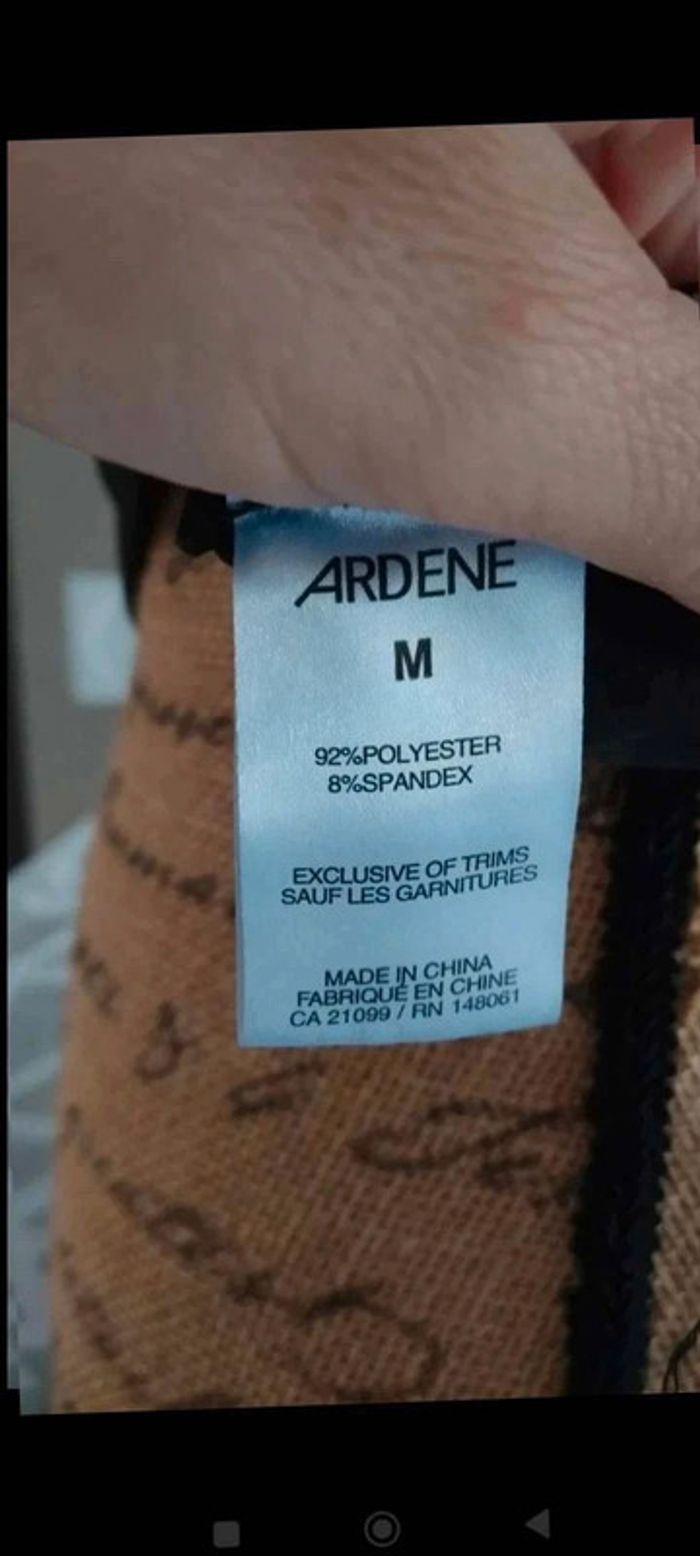 ARDENE
M
92%POLYESTER
8%SPANDEX
EXCLUSIVE OF TRIMS
SAUF LES GARNITURES
MADE IN CHINA
FABRIQUÉ EN CHINE
CA 21099 / RN 148061